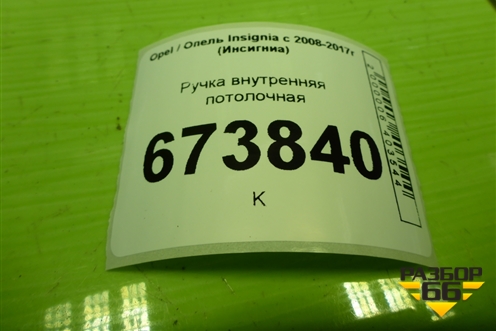 Opel / Опель Insignia с 2008-2017г
(Инсигниа)
Ручка внутренняя
потолочная
673840
К
РАЗБОР
66